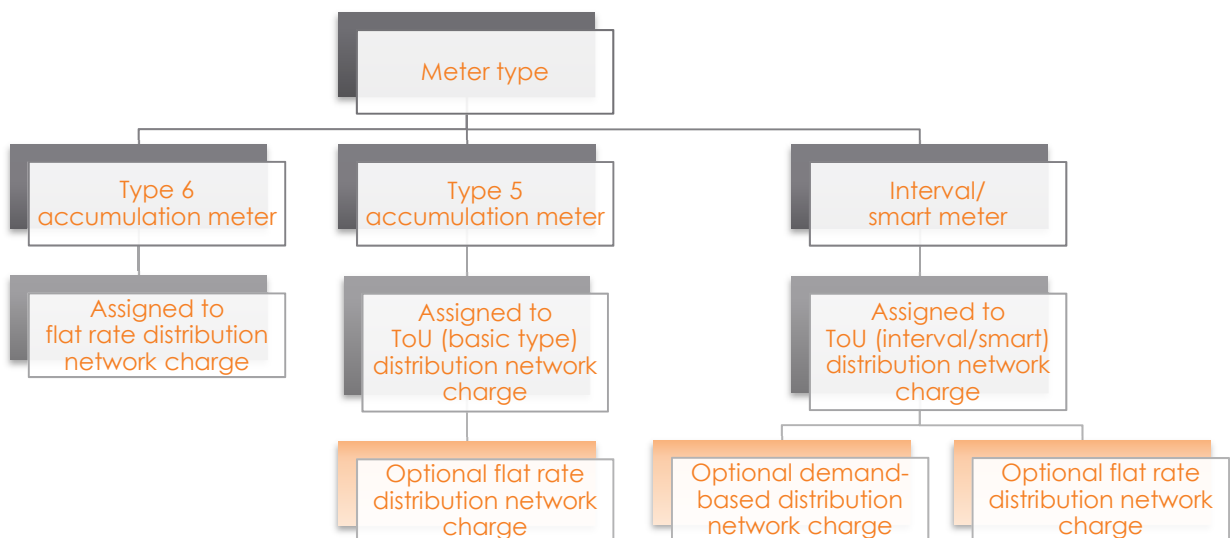 Meter type
Type 6
accumulation meter
Type 5
accumulation meter
Interval/
smart meter
Assigned to
flat rate distribution
network charge
Assigned to
ToU (basic type)
distribution network
charge
Assigned to
ToU (interval/smart)
distribution network
charge
Optional flat rate
distribution network
charge
Optional demand-
based distribution
network charge
Optional flat rate
distribution network
charge